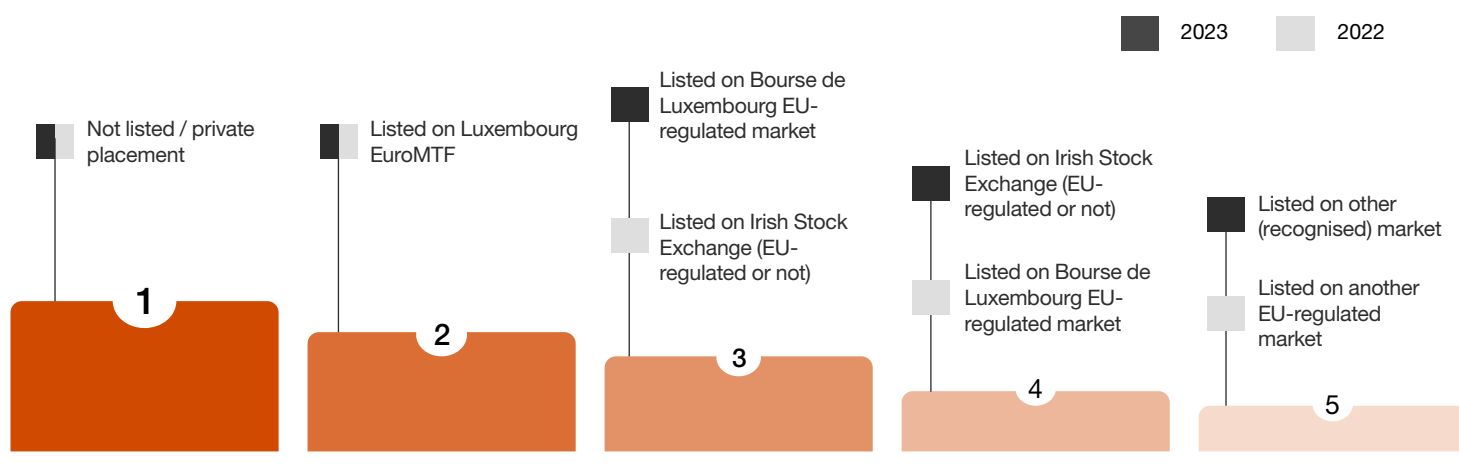 2023
2022
Not listed / private
placement
1
Listed on Luxembourg
EuroMTF
2
Listed on Bourse de
Luxembourg EU-
regulated market
Listed on Irish Stock
Exchange (EU-
regulated or not)
3
Listed on Irish Stock
Exchange (EU-
regulated or not)
Listed on Bourse de
Luxembourg EU-
regulated market
4
Listed on other
(recognised) market
Listed on another
EU-regulated
market
5